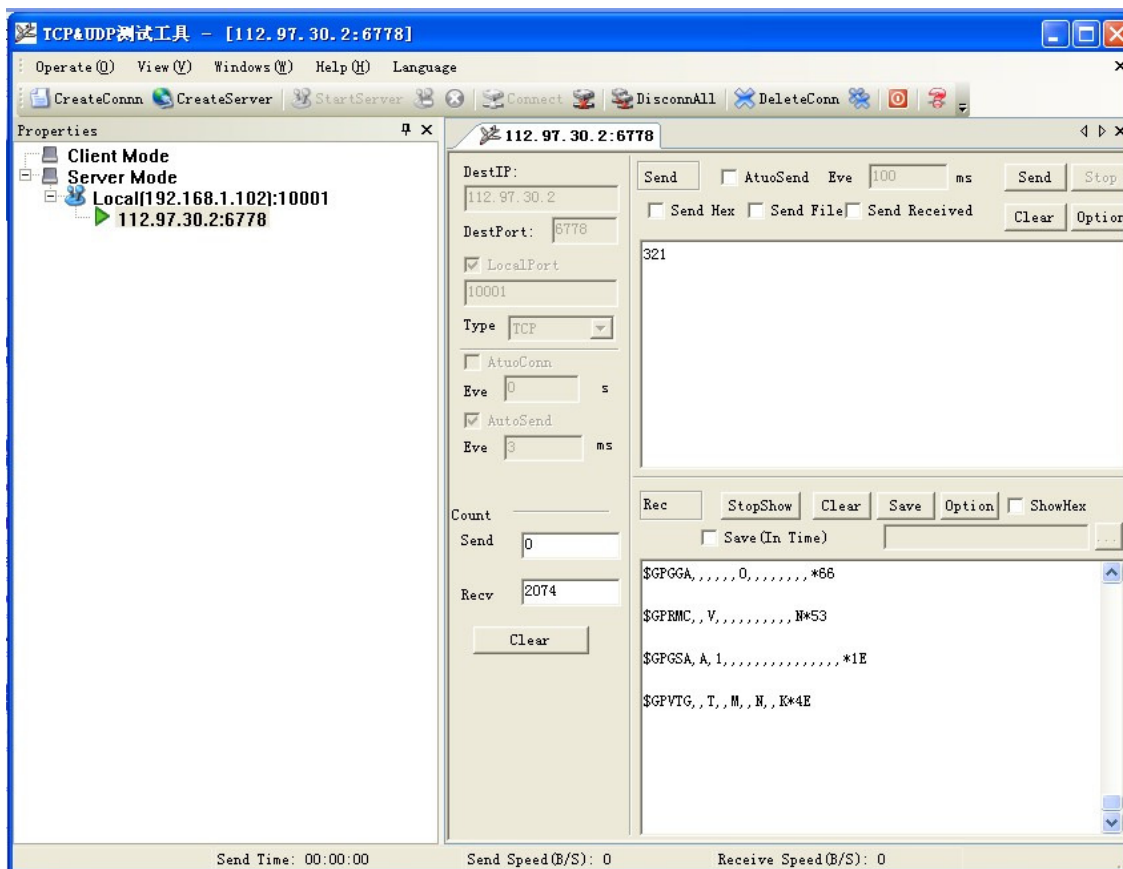 TCP&UDP测试工具 - [112.97.30.2:6778]
Operate(O) View(V) Windows(W) Help(H) Language
CreateConnn CreateServer StartServer Connect DisconnAll DeleteConn
Properties
Client Mode
Server Mode
Local(192.168.1.102):10001
112.97.30.2:6778
112.97.30.2:6778
DestIP:
112.97.30.2
DestPort: 6778
LocalPort
10001
Type TCP
AtuoConn
Eve 0 s
AutoSend
Eve 3 ms
Count
Send 0
Recv 2074
Clear
Send AtuoSend Eve 100 ms Send Stop
Send Hex Send File Send Received Clear Option
321
Rec StopShow Clear Save Option ShowHex
Save(In Time) ...
$GPGGA,,,,,,0,,,,,,,,*66
$GPRMC,,V,,,,,,,,,,N*53
$GPGSA,A,1,,,,,,,,,,,,,,,*1E
$GPVTG,,T,,M,,N,,K*4E
Send Time: 00:00:00 Send Speed(B/S): 0 Receive Speed(B/S): 0